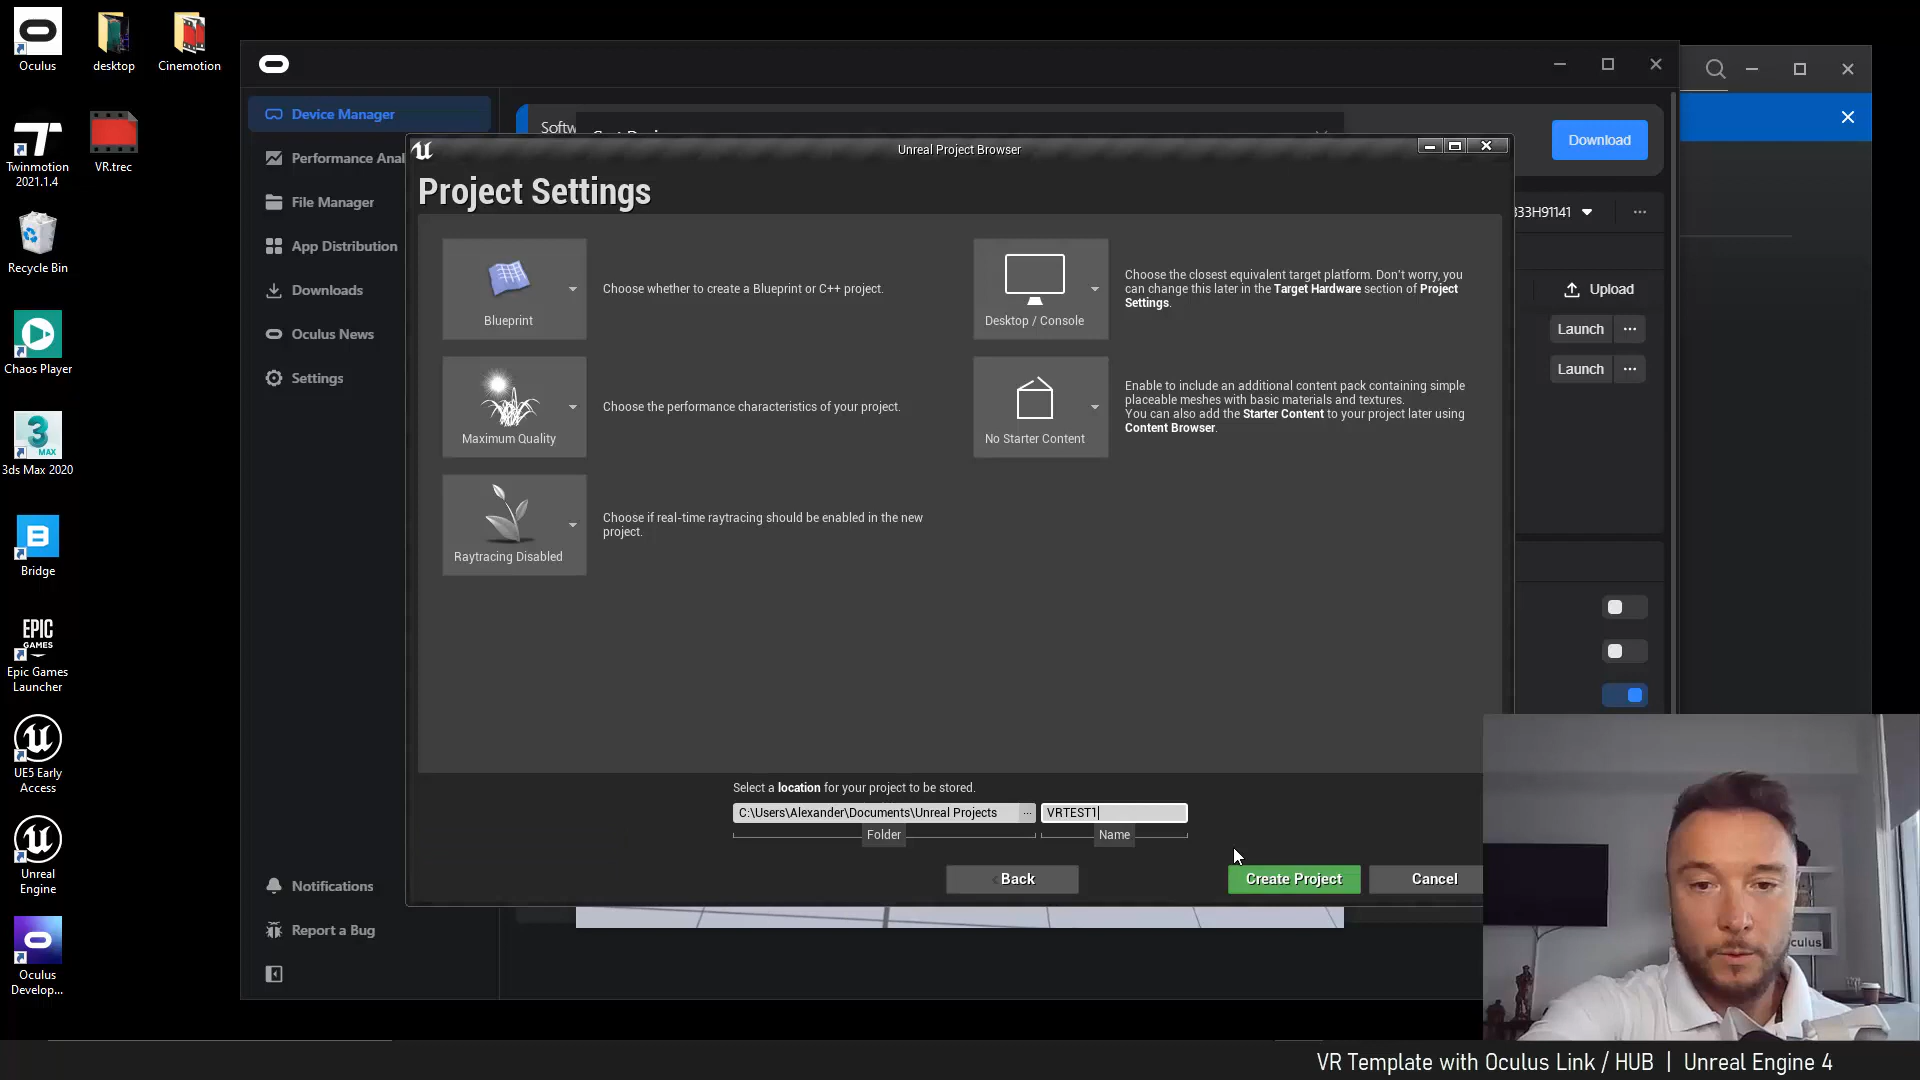 Oculus
desktop
Cinemotion
Twinmotion
2021.1.4
VR.trec
Recycle Bin
Chaos Player
3ds Max 2020
Bridge
EPIC
GAMES
Epic Games
Launcher
UE5 Early
Access
Unreal
Engine
Oculus
Develop...
Device Manager
Performance Anal
File Manager
App Distribution
Downloads
Oculus News
Settings
Notifications
Report a Bug
Softw
Download
333H91141
Upload
Launch
Launch
Unreal Project Browser
Project Settings
Blueprint
Choose whether to create a Blueprint or C++ project.
Desktop / Console
Choose the closest equivalent target platform. Don't worry, you
can change this later in the Target Hardware section of Project
Settings.
Maximum Quality
Choose the performance characteristics of your project.
No Starter Content
Enable to include an additional content pack containing simple
placeable meshes with basic materials and textures.
You can also add the Starter Content to your project later using
Content Browser.
Raytracing Disabled
Choose if real-time raytracing should be enabled in the new
project.
Select a location for your project to be stored.
C:\Users\Alexander\Documents\Unreal Projects
VRTEST1
Folder
Name
Back
Create Project
Cancel
culus
VR Template with Oculus Link / HUB | Unreal Engine 4